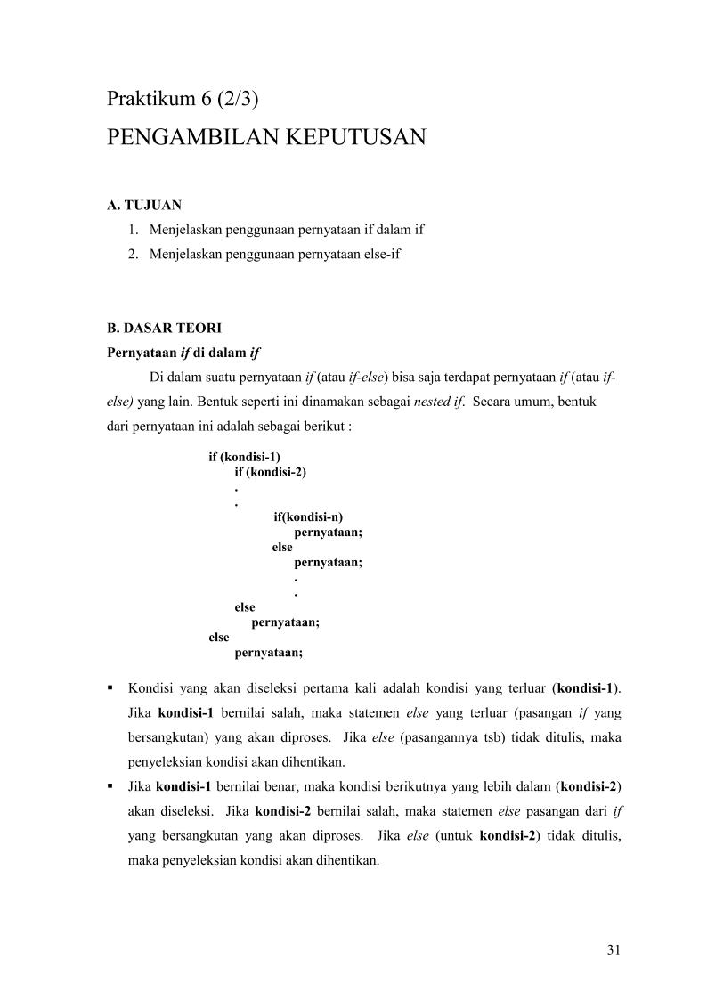 Praktikum 6 (2/3)
PENGAMBILAN KEPUTUSAN
A. TUJUAN
1. Menjelaskan penggunaan pernyataan if dalam if
2. Menjelaskan penggunaan pernyataan else-if
B. DASAR TEORI
Pernyataan if di dalam if
Di dalam suatu pernyataan if (atau if-else) bisa saja terdapat pernyataan if (atau if-
else) yang lain. Bentuk seperti ini dinamakan sebagai nested if. Secara umum, bentuk
dari pernyataan ini adalah sebagai berikut :
if (kondisi-1)
if (kondisi-2)
.
.
if(kondisi-n)
pernyataan;
else
pernyataan;
.
.
else
pernyataan;
else
pernyataan;
▪ Kondisi yang akan diseleksi pertama kali adalah kondisi yang terluar (kondisi-1).
Jika kondisi-1 bernilai salah, maka statemen else yang terluar (pasangan if yang
bersangkutan) yang akan diproses. Jika else (pasangannya tsb) tidak ditulis, maka
penyeleksian kondisi akan dihentikan.
▪ Jika kondisi-1 bernilai benar, maka kondisi berikutnya yang lebih dalam (kondisi-2)
akan diseleksi. Jika kondisi-2 bernilai salah, maka statemen else pasangan dari if
yang bersangkutan yang akan diproses. Jika else (untuk kondisi-2) tidak ditulis,
maka penyeleksian kondisi akan dihentikan.
31